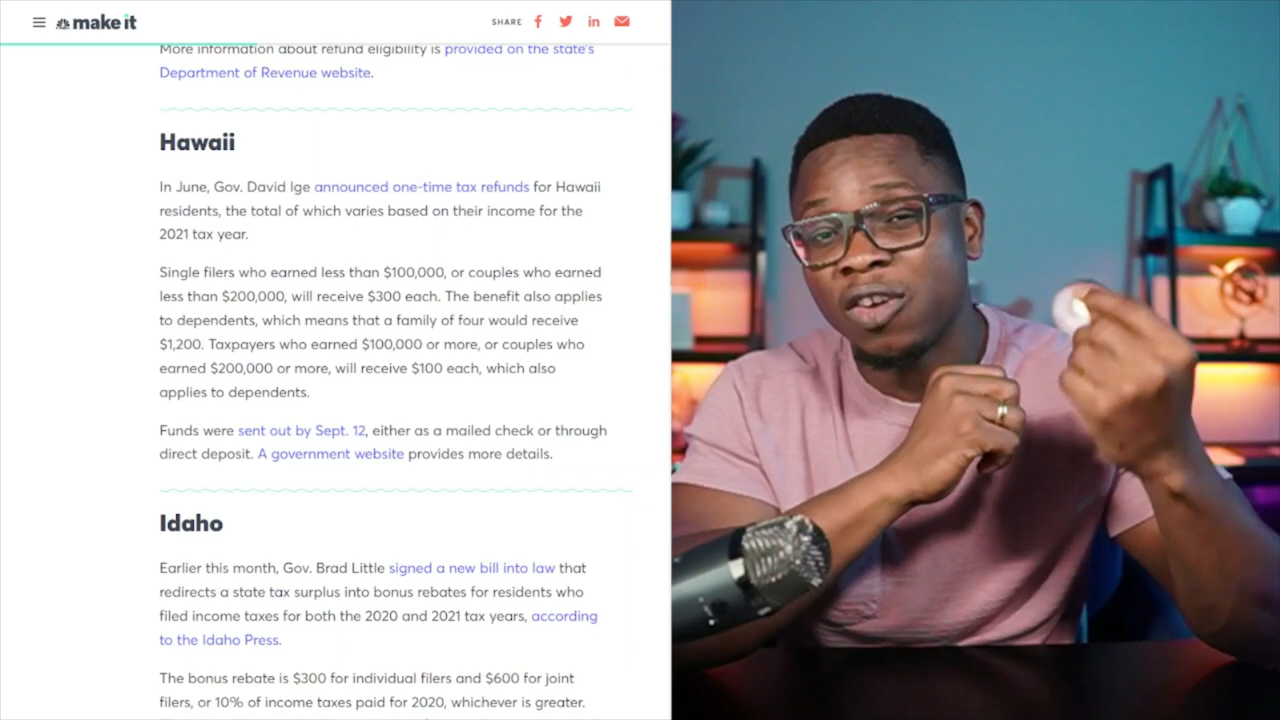 make it
SHARE
More information about refund eligibility is provided on the state's
Department of Revenue website.
Hawaii
In June, Gov. David Ige announced one-time tax refunds for Hawaii
residents, the total of which varies based on their income for the
2021 tax year.
Single filers who earned less than $100,000, or couples who earned
less than $200,000, will receive $300 each. The benefit also applies
to dependents, which means that a family of four would receive
$1,200. Taxpayers who earned $100,000 or more, or couples who
earned $200,000 or more, will receive $100 each, which also
applies to dependents.
Funds were sent out by Sept. 12, either as a mailed check or through
direct deposit. A government website provides more details.
Idaho
Earlier this month, Gov. Brad Little signed a new bill into law that
redirects a state tax surplus into bonus rebates for residents who
filed income taxes for both the 2020 and 2021 tax years, according
to the Idaho Press.
The bonus rebate is $300 for individual filers and $600 for joint
filers, or 10% of income taxes paid for 2020, whichever is greater.